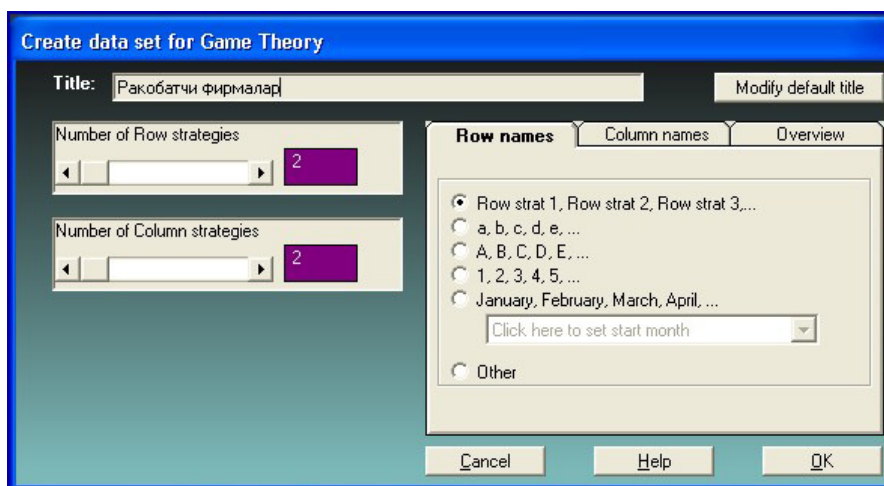 Create data set for Game Theory
Title: Ракобатчи фирмалар Modify default title
Number of Row strategies
2
Number of Column strategies
2
Row names Column names Overview
Row strat 1, Row strat 2, Row strat 3,...
a, b, c, d, e, ...
A, B, C, D, E, ...
1, 2, 3, 4, 5, ...
January, February, March, April, ...
Click here to set start month
Other
Cancel Help OK